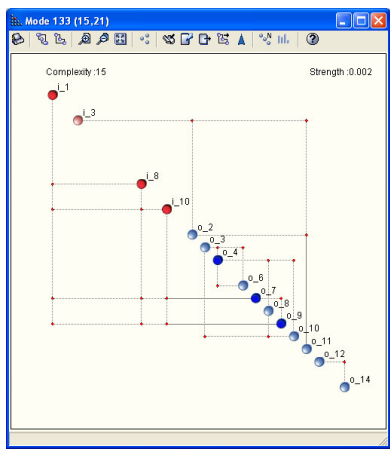 Mode 133 (15,21)
Complexity :15
Strength :0.002
i_1
i_3
i_8
i_10
o_2
o_3
o_4
o_6
o_7
o_8
o_9
o_10
o_11
o_12
o_14